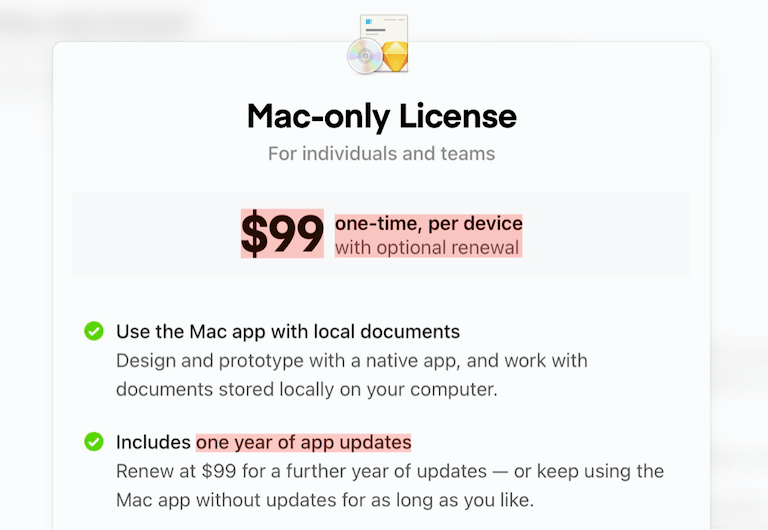 Mac-only License
For individuals and teams
$99 one-time, per device
with optional renewal
Use the Mac app with local documents
Design and prototype with a native app, and work with
documents stored locally on your computer.
Includes one year of app updates
Renew at $99 for a further year of updates — or keep using the
Mac app without updates for as long as you like.